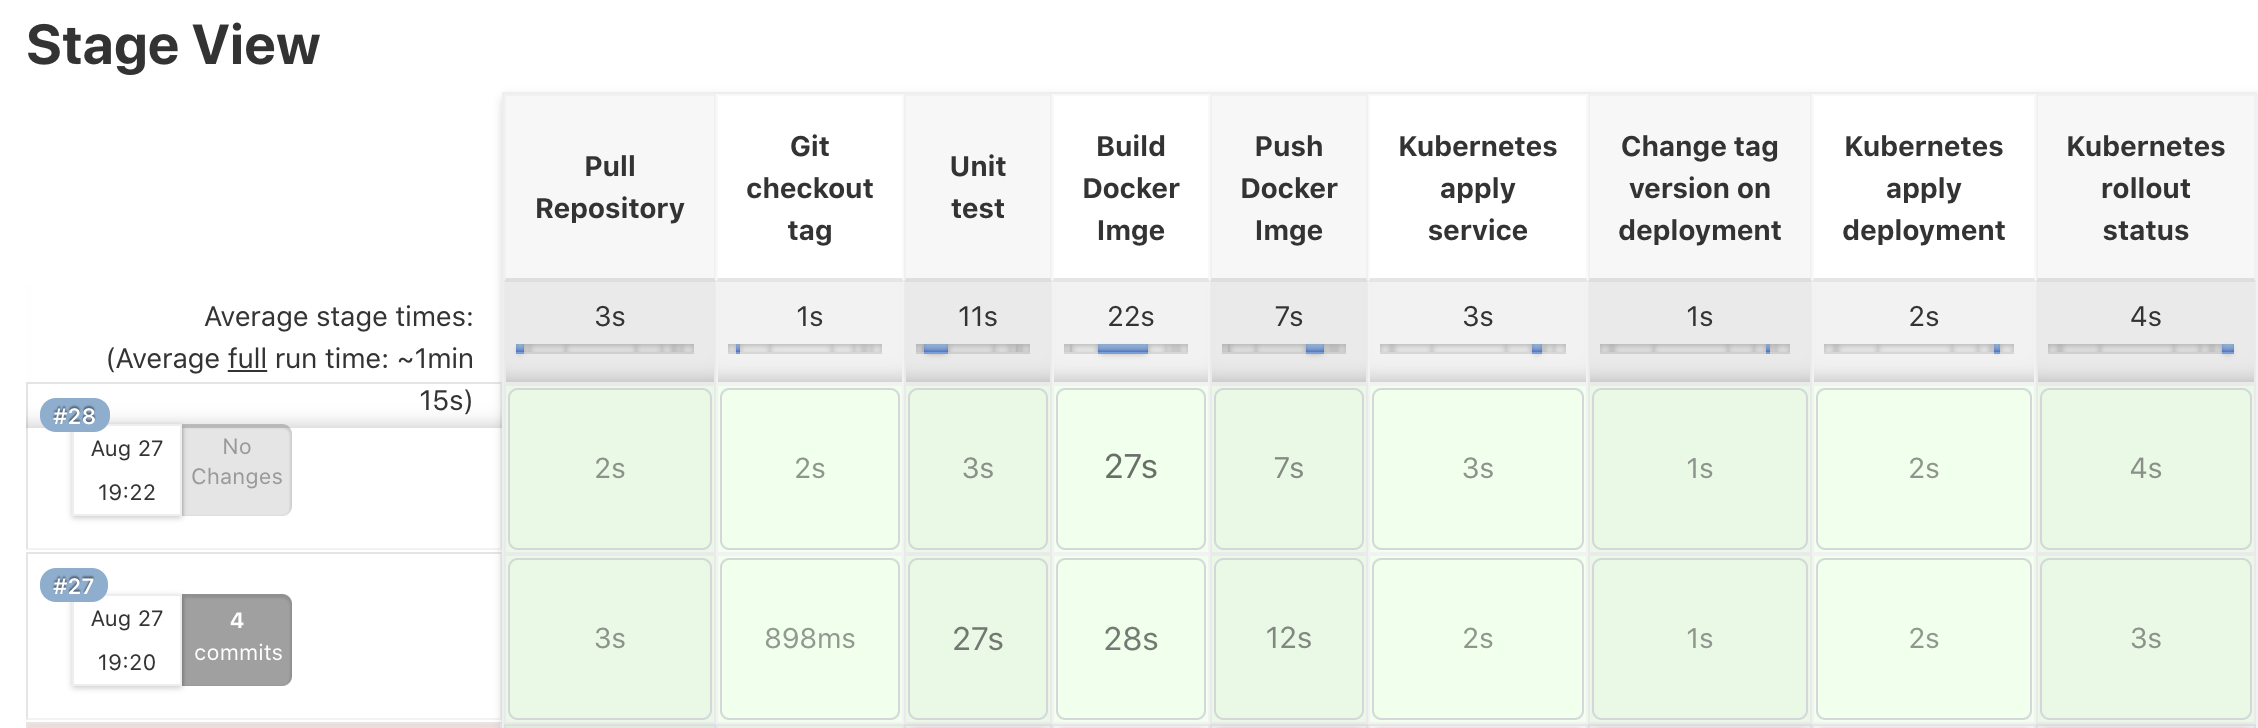 Stage View
Pull
Repository
Git
checkout
tag
Unit
test
Build
Docker
Imge
Push
Docker
Imge
Kubernetes
apply
service
Change tag
version on
deployment
Kubernetes
apply
deployment
Kubernetes
rollout
status
Average stage times:
(Average full run time: ~1min
15s)
3s
1s
11s
22s
7s
3s
1s
2s
4s
#28
Aug 27
19:22
No
Changes
2s
2s
3s
27s
7s
3s
1s
2s
4s
#27
Aug 27
19:20
4
commits
3s
898ms
27s
28s
12s
2s
1s
2s
3s